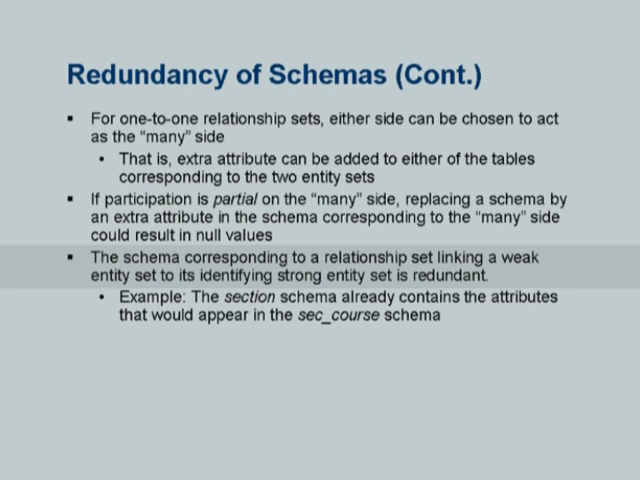 Redundancy of Schemas (Cont.)
▪ For one-to-one relationship sets, either side can be chosen to act
as the “many” side
• That is, extra attribute can be added to either of the tables
corresponding to the two entity sets
▪ If participation is partial on the “many” side, replacing a schema by
an extra attribute in the schema corresponding to the “many” side
could result in null values
▪ The schema corresponding to a relationship set linking a weak
entity set to its identifying strong entity set is redundant.
• Example: The section schema already contains the attributes
that would appear in the sec_course schema